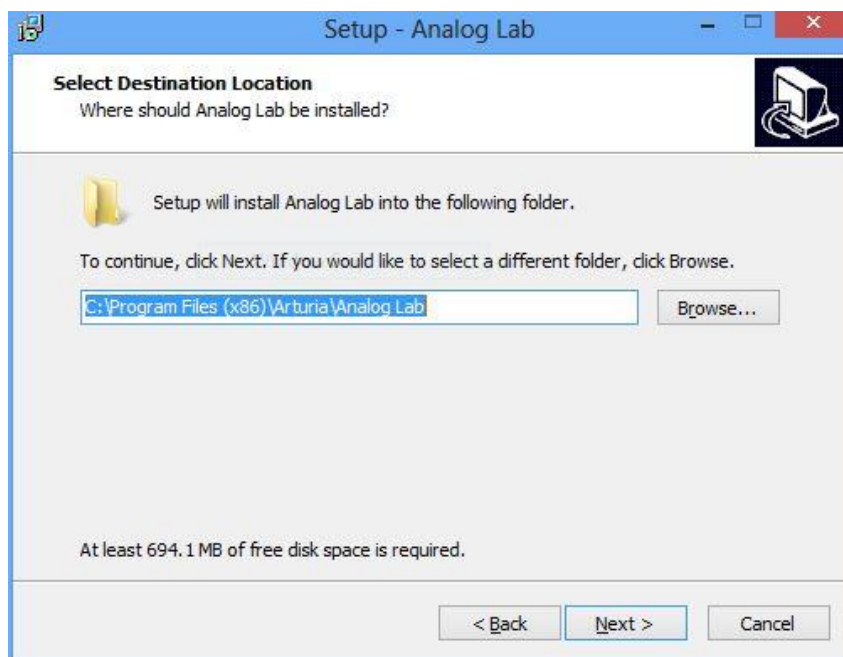 Setup - Analog Lab
Select Destination Location
Where should Analog Lab be installed?
Setup will install Analog Lab into the following folder.
To continue, click Next. If you would like to select a different folder, click Browse.
C:\Program Files (x86)\Arturia\Analog Lab
Browse...
At least 694.1 MB of free disk space is required.
< Back
Next >
Cancel